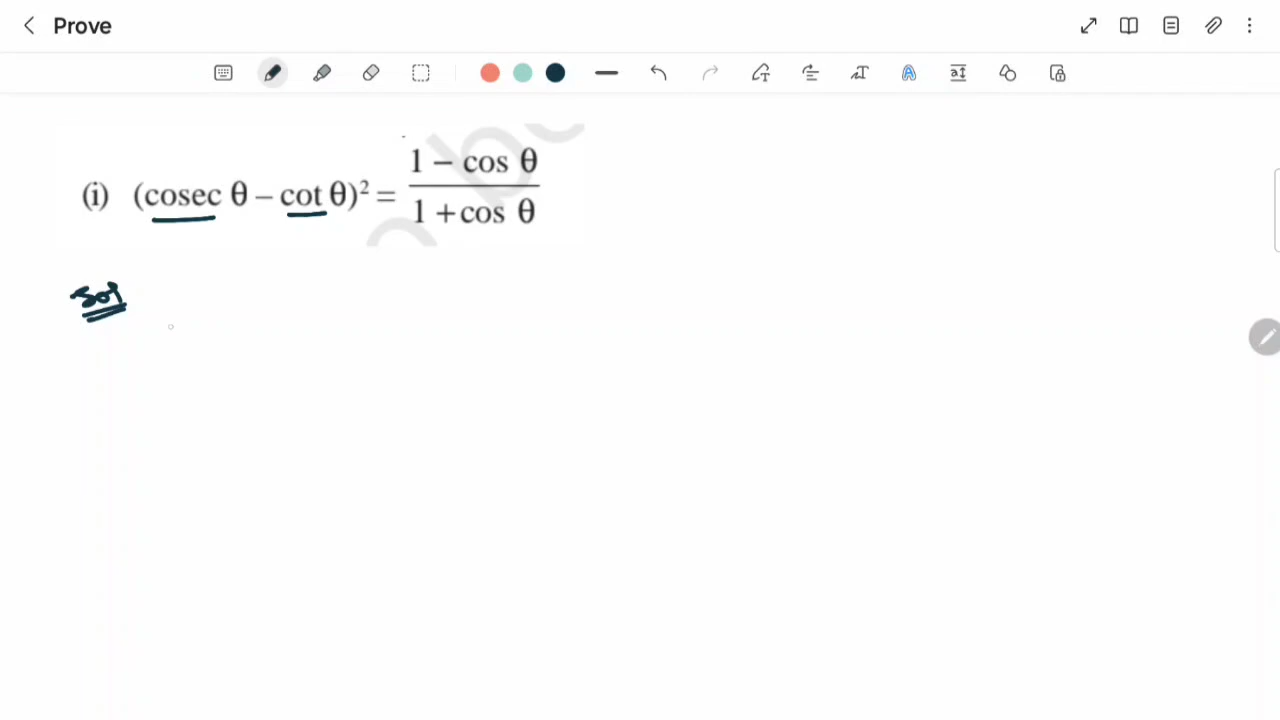 Prove
(i) (cosec θ – cot θ)² = (1 – cos θ)/(1 + cos θ)
Sol